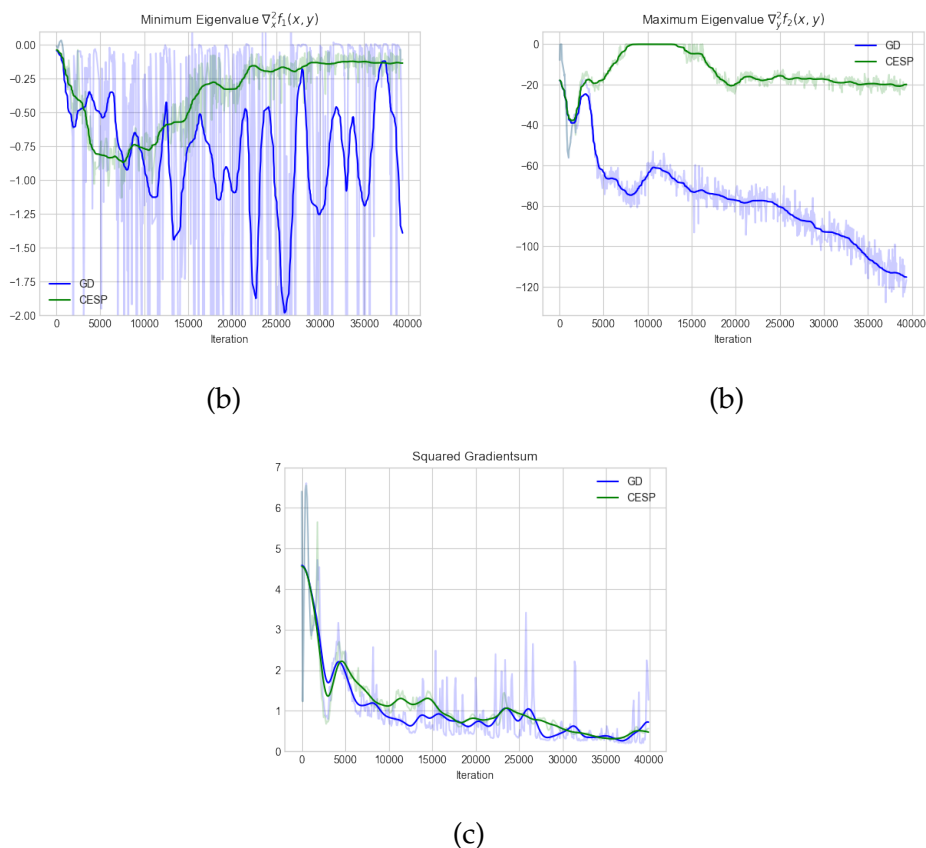 Minimum Eigenvalue ∇²ₓf₁(x, y)
0.00
−0.25
−0.50
−0.75
−1.00
−1.25
−1.50
−1.75
−2.00
GD
CESP
0 5000 10000 15000 20000 25000 30000 35000 40000
Iteration
(b)
Maximum Eigenvalue ∇²ᵧf₂(x, y)
0
−20
−40
−60
−80
−100
−120
GD
CESP
0 5000 10000 15000 20000 25000 30000 35000 40000
Iteration
(b)
Squared Gradientsum
7
6
5
4
3
2
1
0
GD
CESP
0 5000 10000 15000 20000 25000 30000 35000 40000
Iteration
(c)